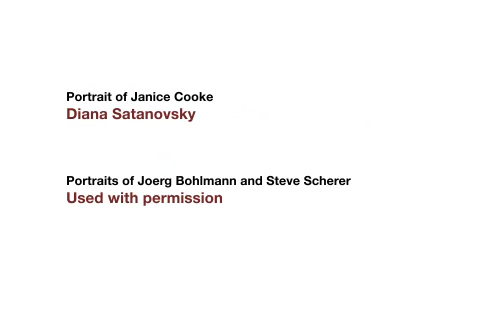 Portrait of Janice Cooke
Diana Satanovsky
Portraits of Joerg Bohlmann and Steve Scherer
Used with permission